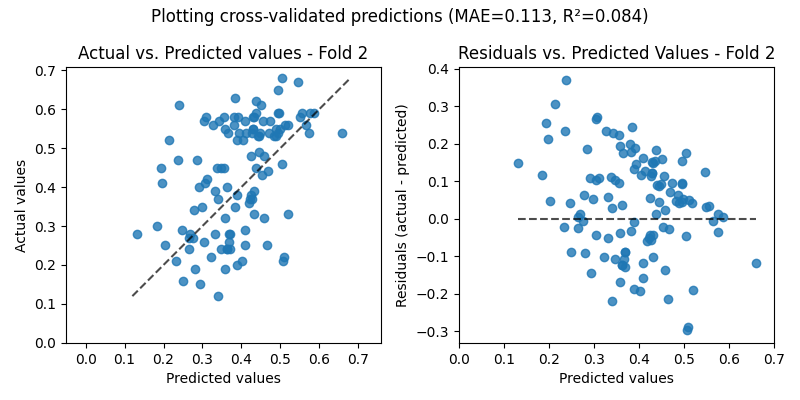 Plotting cross-validated predictions (MAE=0.113, R²=0.084)
Actual vs. Predicted values - Fold 2
Actual values
0.7
0.6
0.5
0.4
0.3
0.2
0.1
0.0
0.0 0.1 0.2 0.3 0.4 0.5 0.6 0.7
Predicted values
Residuals vs. Predicted Values - Fold 2
Residuals (actual - predicted)
0.4
0.3
0.2
0.1
0.0
−0.1
−0.2
−0.3
0.0 0.1 0.2 0.3 0.4 0.5 0.6 0.7
Predicted values